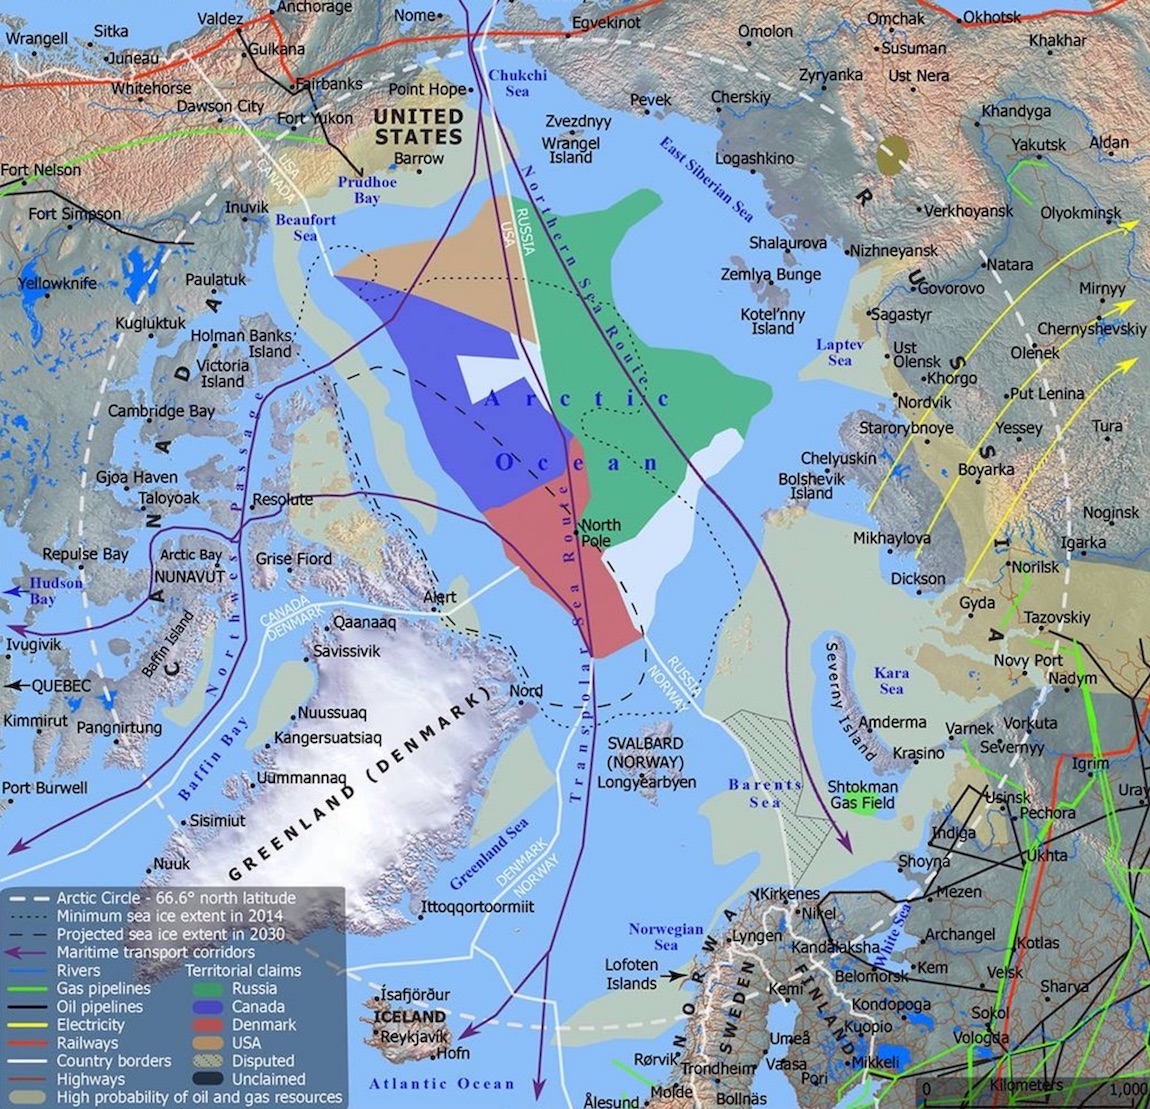 Anchorage
Valdez
Nome
Egvekinot
Omchak
Okhotsk
Wrangell
Sitka
Juneau
Gulkana
Omolon
Susuman
Khakhar
Whitehorse
Fairbanks
Point Hope
Chukchi
Sea
Zyryanka
Ust Nera
Dawson City
Fort Yukon
UNITED
STATES
Pevek
Cherskiy
Khandyga
Zvezdnyy
Wrangel
Island
East Siberian Sea
Logashkino
Yakutsk
Aldan
Barrow
Fort Nelson
USA
CANADA
Prudhoe
Bay
Fort Simpson
Inuvik
Beaufort
Sea
RUSSIA
USA
Northern Sea Route
Verkhoyansk
Olyokminsk
Shalaurova
Nizhneyansk
Zemlya Bunge
Natara
Yellowknife
Paulatuk
Govorovo
Mirnyy
Kotel'nny
Island
Sagastyr
Chernyshevskiy
Kugluktuk
Holman
Banks
Island
Victoria
Island
Laptev
Sea
Ust
Olensk
Olenek
Khorgo
Put Lenina
Nordvik
Arctic
Ocean
Cambridge Bay
Starorybnoye
Yessey
Tura
Chelyuskin
Bolshevik
Island
Boyarka
Gjoa Haven
Taloyoak
Resolute
Northwest Passage
North
Pole
Noginsk
Mikhaylova
Igarka
Repulse Bay
Arctic Bay
NUNAVUT
Grise Fiord
Hudson
Bay
Dickson
Norilsk
CANADA
DENMARK
Alert
Gyda
Tazovskiy
CANADA
RUSSIA
Ivugivik
Baffin Island
Qaanaaq
Savissivik
Transpolar Sea Route
RUSSIA
NORWAY
Severny Island
Kara
Sea
Novy Port
Nadym
QUEBEC
Nord
Kimmirut
Pangnirtung
Nuussuaq
Kangersuatsiaq
SVALBARD
(NORWAY)
Longyearbyen
Amderma
Varnek
Vorkuta
Severnyy
Krasino
Igrim
Port Burwell
Baffin Bay
Uummannaq
GREENLAND (DENMARK)
Barents
Sea
Shtokman
Gas Field
Usinsk
Pechora
Uray
Sisimiut
Greenland Sea
Indiga
DENMARK
NORWAY
Nuuk
Shoyna
Ukhta
Kirkenes
Nikel
Mezen
Ittoqqortoormiit
Norwegian
Sea
Lyngen
Kandalaksha
White Sea
Archangel
Kotlas
Lofoten
Islands
Belomorsk
Kem
Velsk
Sharya
Kemi
NORWAY
SWEDEN
FINLAND
Kondopoga
Ísafjörður
ICELAND
Reykjavík
Hofn
Kuopio
Sokol
Vologda
Umeå
Vaasa
Mikkeli
Rørvik
Trondheim
Pori
Atlantic Ocean
Ålesund
Molde
Bollnäs
Arctic Circle - 66.6° north latitude
Minimum sea ice extent in 2014
Projected sea ice extent in 2030
Maritime transport corridors
Rivers
Territorial claims
Gas pipelines
Russia
Oil pipelines
Canada
Electricity
Denmark
Railways
USA
Country borders
Disputed
Highways
Unclaimed
High probability of oil and gas resources
0
Kilometers
1,000